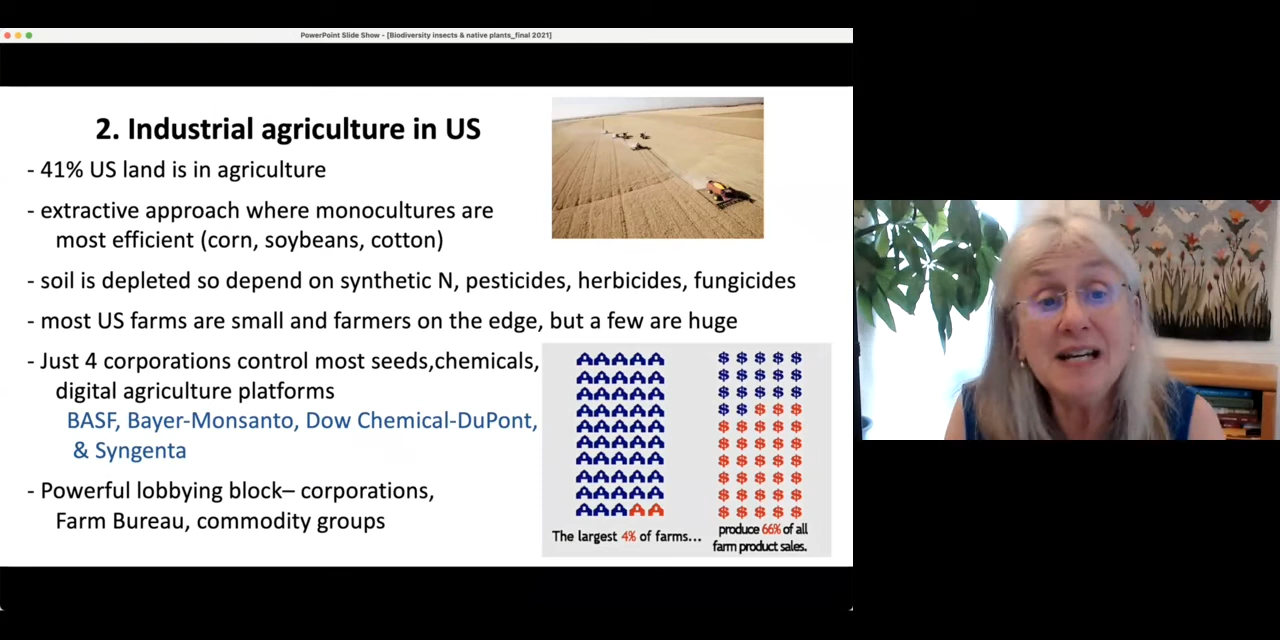 PowerPoint Slide Show - [Biodiversity insects & native plants_final 2021]
2. Industrial agriculture in US
- 41% US land is in agriculture
- extractive approach where monocultures are
most efficient (corn, soybeans, cotton)
- soil is depleted so depend on synthetic N, pesticides, herbicides, fungicides
- most US farms are small and farmers on the edge, but a few are huge
- Just 4 corporations control most seeds,chemicals,
digital agriculture platforms
BASF, Bayer-Monsanto, Dow Chemical-DuPont,
& Syngenta
- Powerful lobbying block– corporations,
Farm Bureau, commodity groups
$ $ $ $ $
$ $ $ $ $
$ $ $ $ $
$ $ $ $ $
$ $ $ $ $
$ $ $ $ $
$ $ $ $ $
$ $ $ $ $
$ $ $ $ $
$ $ $ $ $
The largest 4% of farms...
produce 66% of all
farm product sales.